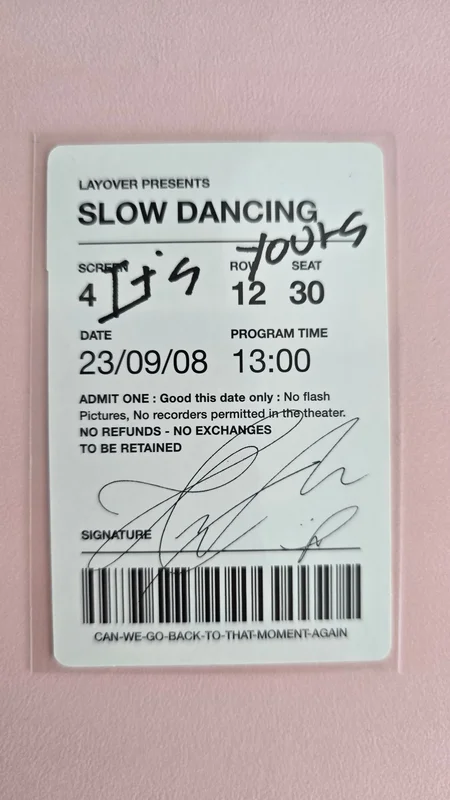 LAYOVER PRESENTS
SLOW DANCING
It's yours
SCREEN ROW SEAT
4 12 30
DATE PROGRAM TIME
23/09/08 13:00
ADMIT ONE : Good this date only : No flash
Pictures, No recorders permitted in the theater.
NO REFUNDS - NO EXCHANGES
TO BE RETAINED
SIGNATURE
CAN-WE-GO-BACK-TO-THAT-MOMENT-AGAIN